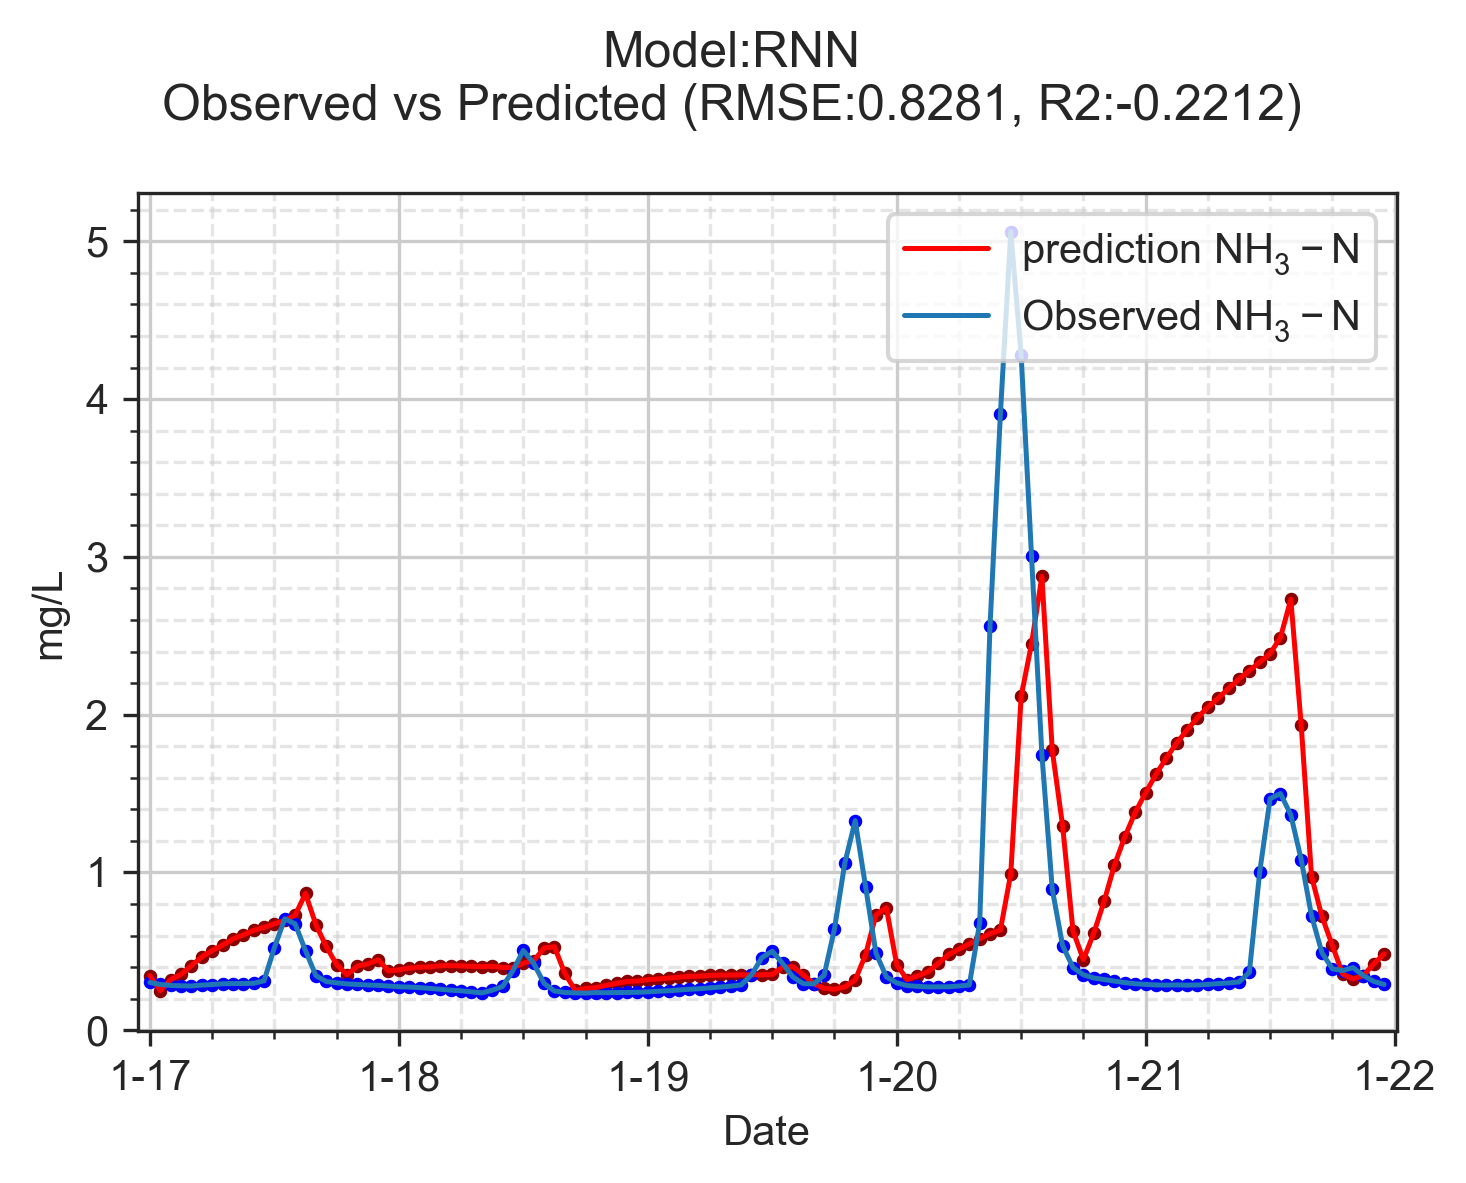 Model:RNN
Observed vs Predicted (RMSE:0.8281, R2:-0.2212)
prediction NH₃ − N
Observed NH₃ − N
5
4
3
2
1
0
mg/L
1-17 1-18 1-19 1-20 1-21 1-22
Date